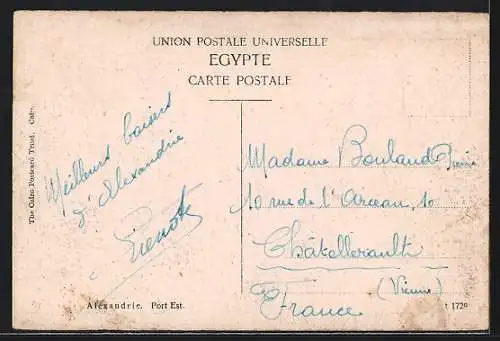 UNION POSTALE UNIVERSELLE
EGYPTE
CARTE POSTALE
The Cairo Postcard Trust, Cairo.
Meilleurs baisers
d'Alexandrie
Madame Bouland
10 rue de l'Arceau, 10
Châtellerault
(Vienne)
France
Alexandrie. Port Est.
1729